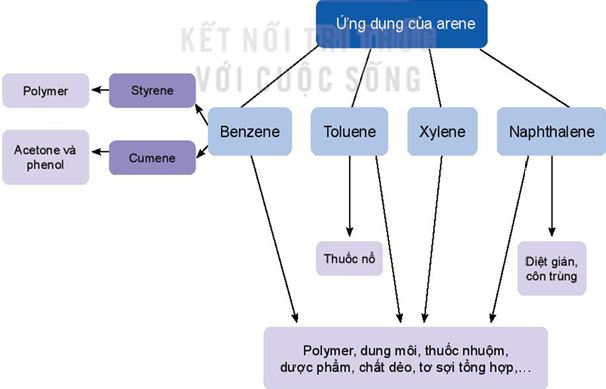 Ứng dụng của arene
KẾT NỐI TRI THỨC
VỚI CUỘC SỐNG
Polymer
Styrene
Benzene
Toluene
Xylene
Naphthalene
Acetone và
phenol
Cumene
Thuốc nổ
Diệt gián,
côn trùng
Polymer, dung môi, thuốc nhuộm,
dược phẩm, chất dẻo, tơ sợi tổng hợp,...